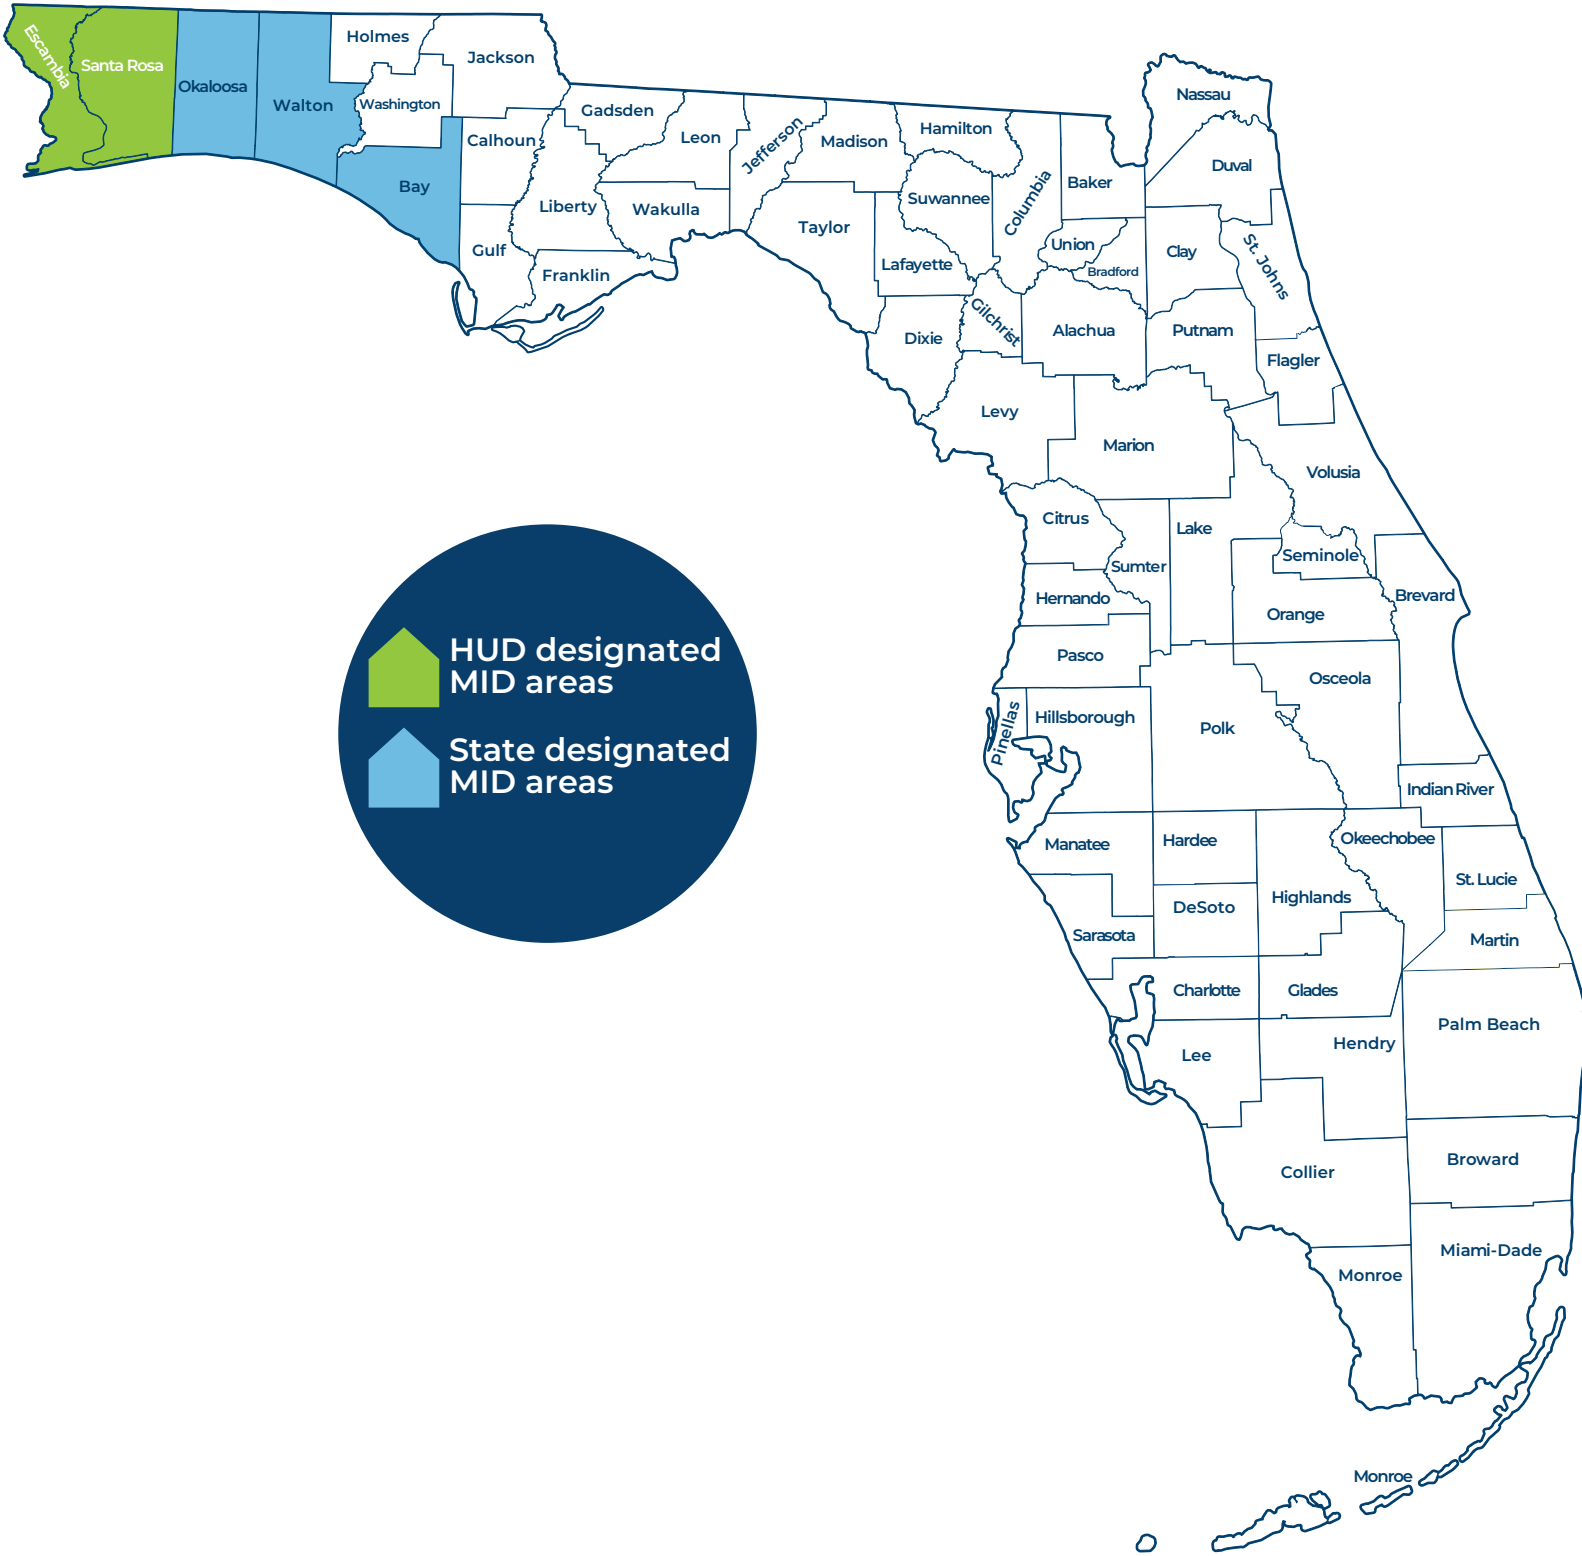 Escambia
Santa Rosa
Okaloosa
Walton
Holmes
Jackson
Washington
Bay
Calhoun
Gulf
Liberty
Franklin
Gadsden
Leon
Wakulla
Jefferson
Madison
Taylor
Hamilton
Suwannee
Lafayette
Columbia
Baker
Union
Bradford
Nassau
Duval
Clay
St. Johns
Dixie
Gilchrist
Alachua
Putnam
Flagler
Levy
Marion
Volusia
Citrus
Sumter
Lake
Seminole
Hernando
Orange
Brevard
Pasco
Osceola
Pinellas
Hillsborough
Polk
Indian River
Manatee
Hardee
Okeechobee
St. Lucie
Highlands
DeSoto
Sarasota
Martin
Charlotte
Glades
Palm Beach
Lee
Hendry
Collier
Broward
Miami-Dade
Monroe
Monroe
HUD designated
MID areas
State designated
MID areas